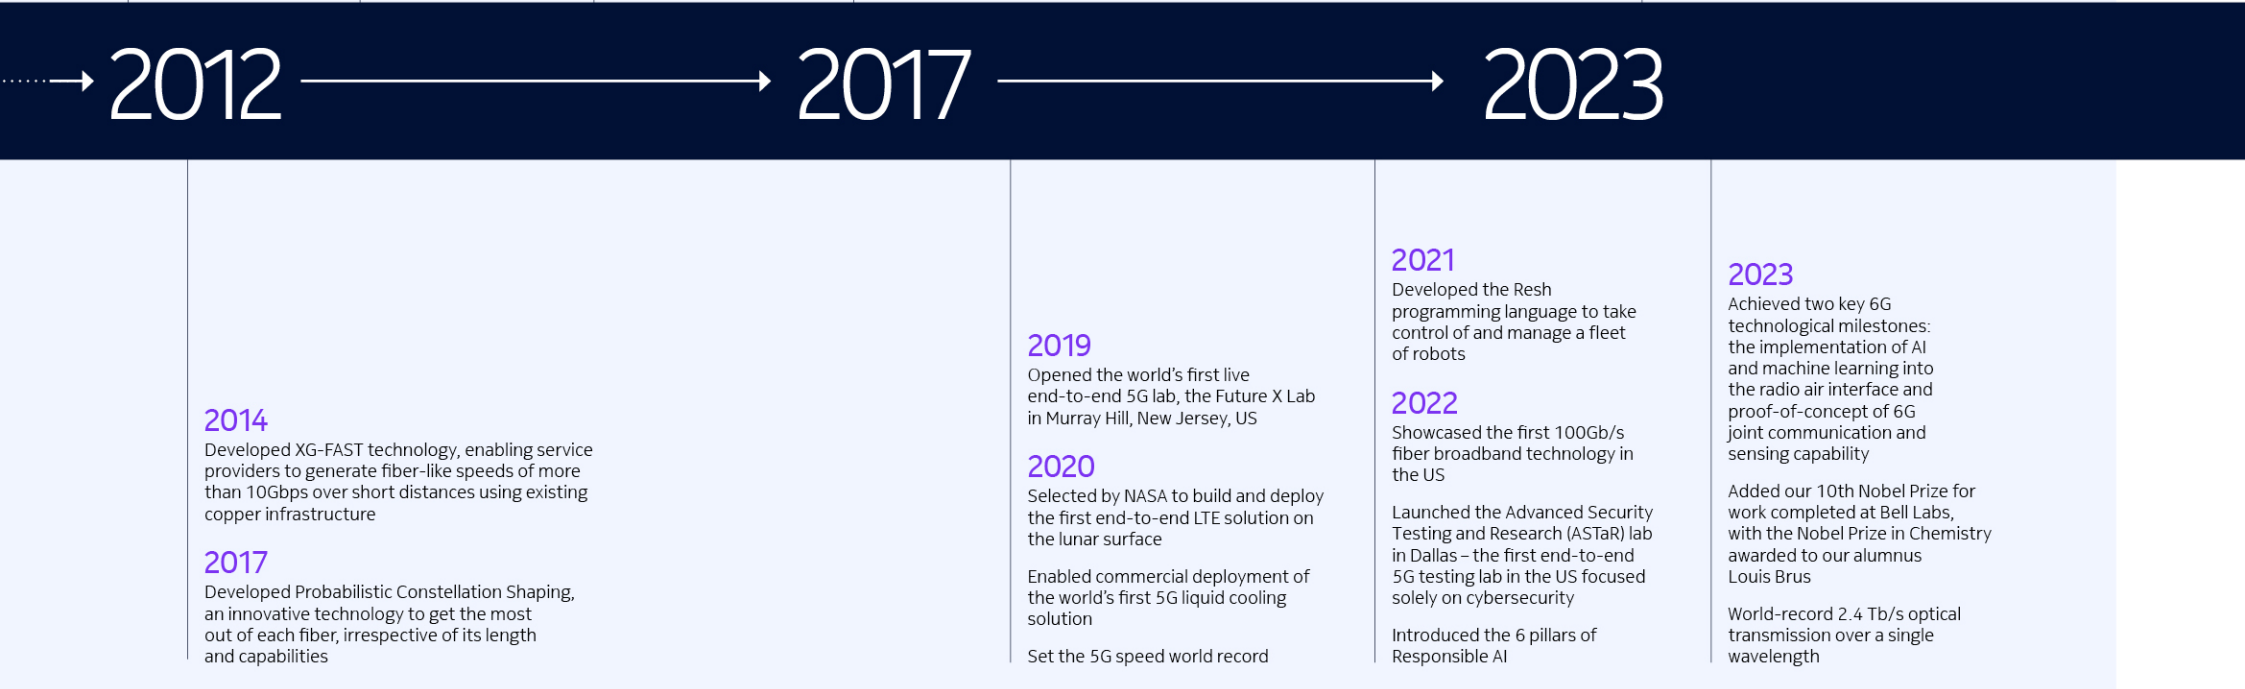 2012
2017
2023
2014
Developed XG-FAST technology, enabling service
providers to generate fiber-like speeds of more
than 10Gbps over short distances using existing
copper infrastructure
2017
Developed Probabilistic Constellation Shaping,
an innovative technology to get the most
out of each fiber, irrespective of its length
and capabilities
2019
Opened the world’s first live
end-to-end 5G lab, the Future X Lab
in Murray Hill, New Jersey, US
2020
Selected by NASA to build and deploy
the first end-to-end LTE solution on
the lunar surface
Enabled commercial deployment of
the world’s first 5G liquid cooling
solution
Set the 5G speed world record
2021
Developed the Resh
programming language to take
control of and manage a fleet
of robots
2022
Showcased the first 100Gb/s
fiber broadband technology in
the US
Launched the Advanced Security
Testing and Research (ASTaR) lab
in Dallas – the first end-to-end
5G testing lab in the US focused
solely on cybersecurity
Introduced the 6 pillars of
Responsible AI
2023
Achieved two key 6G
technological milestones:
the implementation of AI
and machine learning into
the radio air interface and
proof-of-concept of 6G
joint communication and
sensing capability
Added our 10th Nobel Prize for
work completed at Bell Labs,
with the Nobel Prize in Chemistry
awarded to our alumnus
Louis Brus
World-record 2.4 Tb/s optical
transmission over a single
wavelength